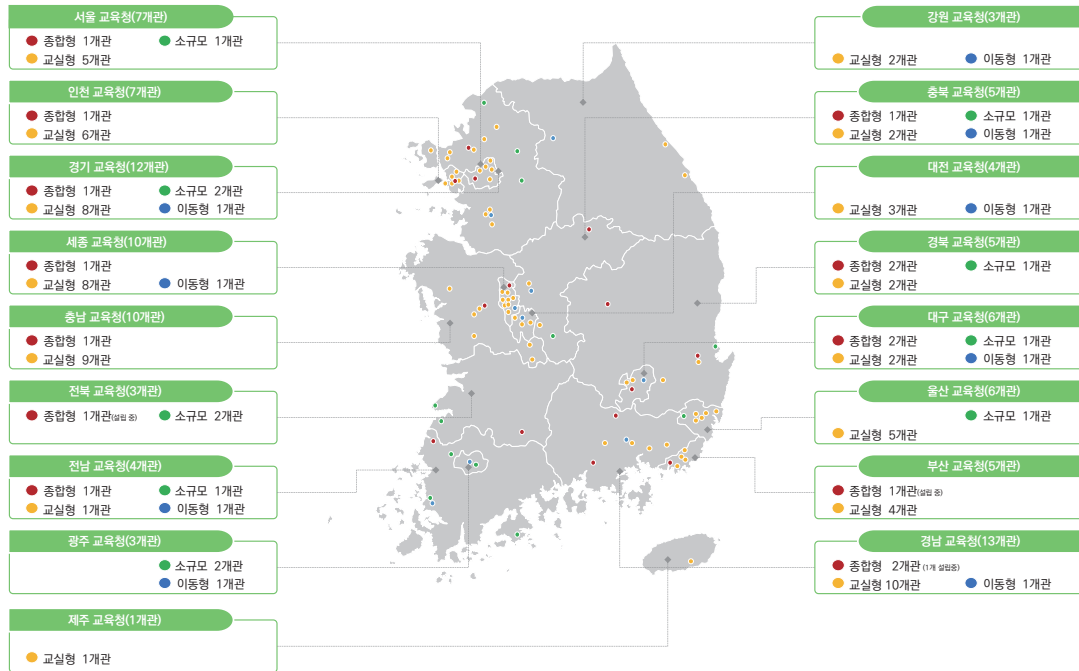 서울 교육청(7개관)
종합형 1개관 소규모 1개관
교실형 5개관
인천 교육청(7개관)
종합형 1개관
교실형 6개관
경기 교육청(12개관)
종합형 1개관 소규모 2개관
교실형 8개관 이동형 1개관
세종 교육청(10개관)
종합형 1개관
교실형 8개관 이동형 1개관
충남 교육청(10개관)
종합형 1개관
교실형 9개관
전북 교육청(3개관)
종합형 1개관(설립 중) 소규모 2개관
전남 교육청(4개관)
종합형 1개관 소규모 1개관
교실형 1개관 이동형 1개관
광주 교육청(3개관)
소규모 2개관
이동형 1개관
제주 교육청(1개관)
교실형 1개관
강원 교육청(3개관)
교실형 2개관 이동형 1개관
충북 교육청(5개관)
종합형 1개관 소규모 1개관
교실형 2개관 이동형 1개관
대전 교육청(4개관)
교실형 3개관 이동형 1개관
경북 교육청(5개관)
종합형 2개관 소규모 1개관
교실형 2개관
대구 교육청(6개관)
종합형 2개관 소규모 1개관
교실형 2개관 이동형 1개관
울산 교육청(6개관)
소규모 1개관
교실형 5개관
부산 교육청(5개관)
종합형 1개관(설립 중)
교실형 4개관
경남 교육청(13개관)
종합형 2개관 (1개 설립중)
교실형 10개관 이동형 1개관